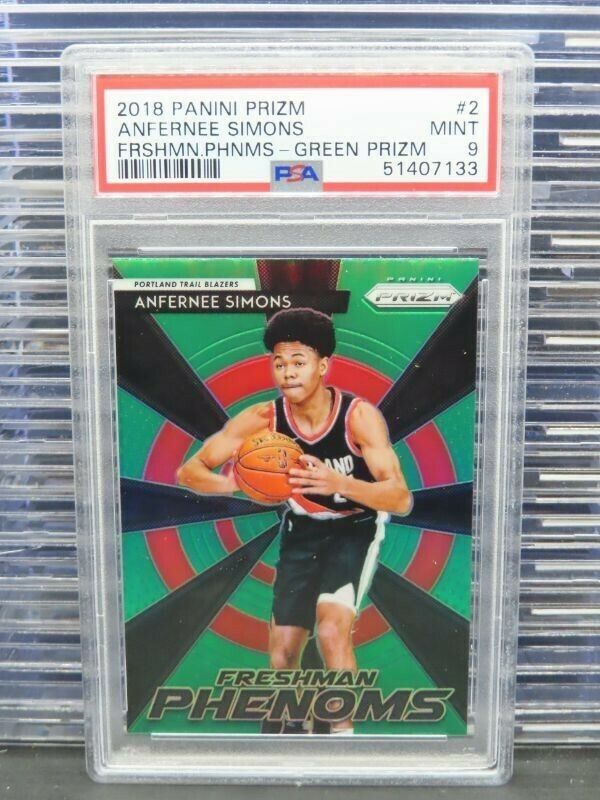 2018 PANINI PRIZM #2
ANFERNEE SIMONS MINT
FRSHMN.PHNMS - GREEN PRIZM 9
PSA 51407133
PORTLAND TRAIL BLAZERS
ANFERNEE SIMONS
PANINI
PRIZM
LAND
FRESHMAN
PHENOMS